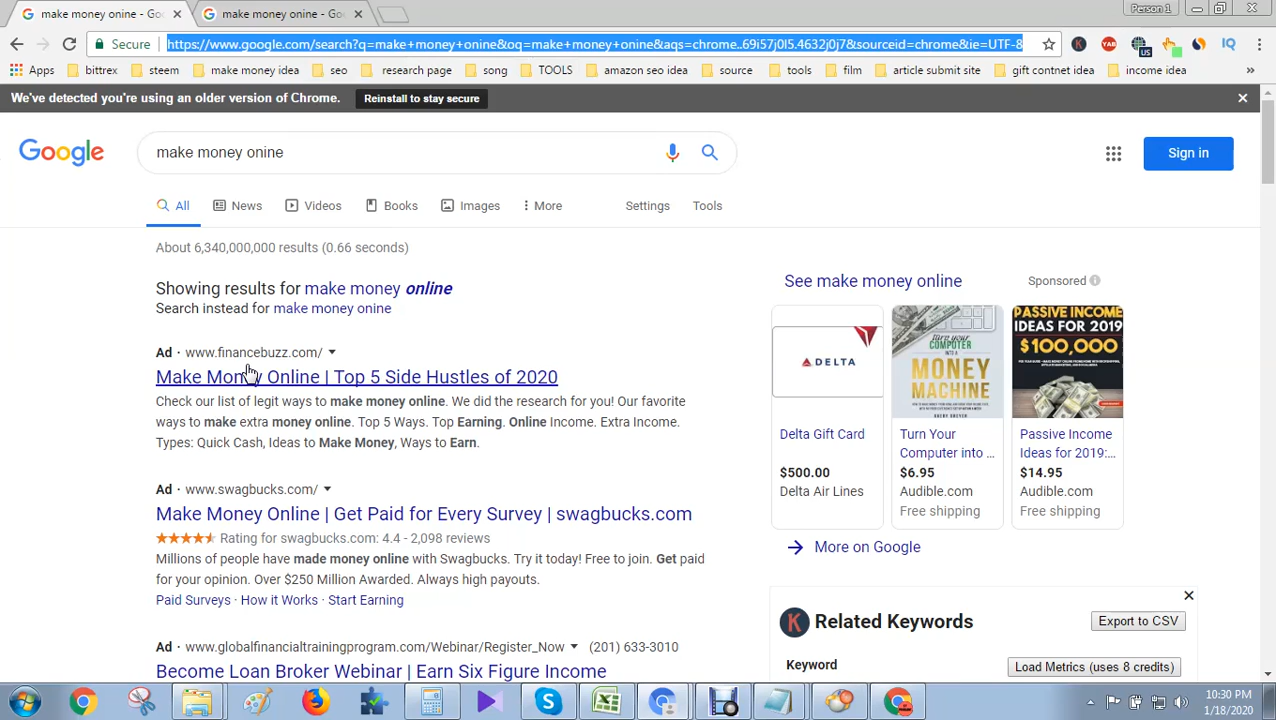 make money onine - Goo
make money onine - Goo
Person 1
Secure
https://www.google.com/search?q=make+money+onine&oq=make+money+onine&aqs=chrome..69i57j0l5.4632j0j7&sourceid=chrome&ie=UTF-8
K
YAB
US
IQ
Apps
bittrex
steem
make money idea
seo
research page
song
TOOLS
amazon seo idea
source
tools
film
article submit site
gift contnet idea
income idea
We've detected you're using an older version of Chrome.
Reinstall to stay secure
Google
make money onine
Sign in
All
News
Videos
Books
Images
More
Settings
Tools
About 6,340,000,000 results (0.66 seconds)
Showing results for make money online
Search instead for make money onine
Ad · www.financebuzz.com/
Make Money Online | Top 5 Side Hustles of 2020
Check our list of legit ways to make money online. We did the research for you! Our favorite
ways to make extra money online. Top 5 Ways. Top Earning. Online Income. Extra Income.
Types: Quick Cash, Ideas to Make Money, Ways to Earn.
Ad · www.swagbucks.com/
Make Money Online | Get Paid for Every Survey | swagbucks.com
Rating for swagbucks.com: 4.4 - 2,098 reviews
Millions of people have made money online with Swagbucks. Try it today! Free to join. Get paid
for your opinion. Over $250 Million Awarded. Always high payouts.
Paid Surveys · How it Works · Start Earning
Ad · www.globalfinancialtrainingprogram.com/Webinar/Register_Now (201) 633-3010
Become Loan Broker Webinar | Earn Six Figure Income
See make money online
Sponsored
DELTA
TURN YOUR
COMPUTER
INTO A
MONEY
MACHINE
PASSIVE INCOME
IDEAS FOR 2019
$100,000
Delta Gift Card
$500.00
Delta Air Lines
Turn Your
Computer into ...
$6.95
Audible.com
Free shipping
Passive Income
Ideas for 2019:...
$14.95
Audible.com
Free shipping
More on Google
K
Related Keywords
Export to CSV
Keyword
Load Metrics (uses 8 credits)
10:30 PM
1/18/2020